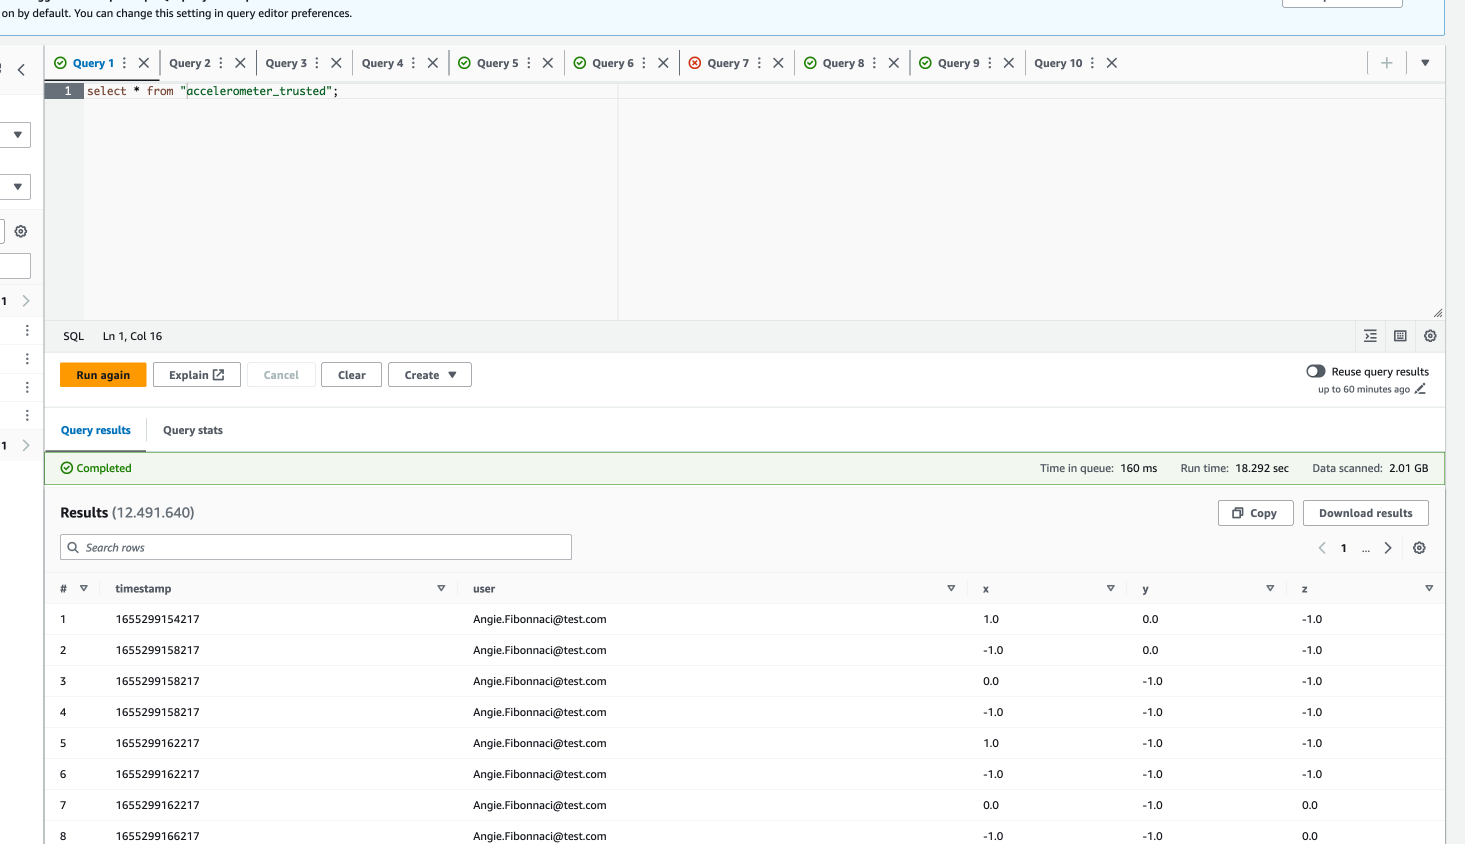 on by default. You can change this setting in query editor preferences.
Query 1 Query 2 Query 3 Query 4 Query 5 Query 6 Query 7 Query 8 Query 9 Query 10
1 select * from "accelerometer_trusted";
SQL Ln 1, Col 16
Run again Explain Cancel Clear Create
Reuse query results
up to 60 minutes ago
1
1
Query results Query stats
Completed Time in queue: 160 ms Run time: 18.292 sec Data scanned: 2.01 GB
Results (12.491.640) Copy Download results
Search rows 1 ...
# timestamp user x y z
1 1655299154217 Angie.Fibonnaci@test.com 1.0 0.0 -1.0
2 1655299158217 Angie.Fibonnaci@test.com -1.0 0.0 -1.0
3 1655299158217 Angie.Fibonnaci@test.com 0.0 -1.0 -1.0
4 1655299158217 Angie.Fibonnaci@test.com -1.0 -1.0 -1.0
5 1655299162217 Angie.Fibonnaci@test.com 1.0 -1.0 -1.0
6 1655299162217 Angie.Fibonnaci@test.com -1.0 -1.0 -1.0
7 1655299162217 Angie.Fibonnaci@test.com 0.0 -1.0 0.0
8 1655299166217 Angie.Fibonnaci@test.com -1.0 -1.0 0.0